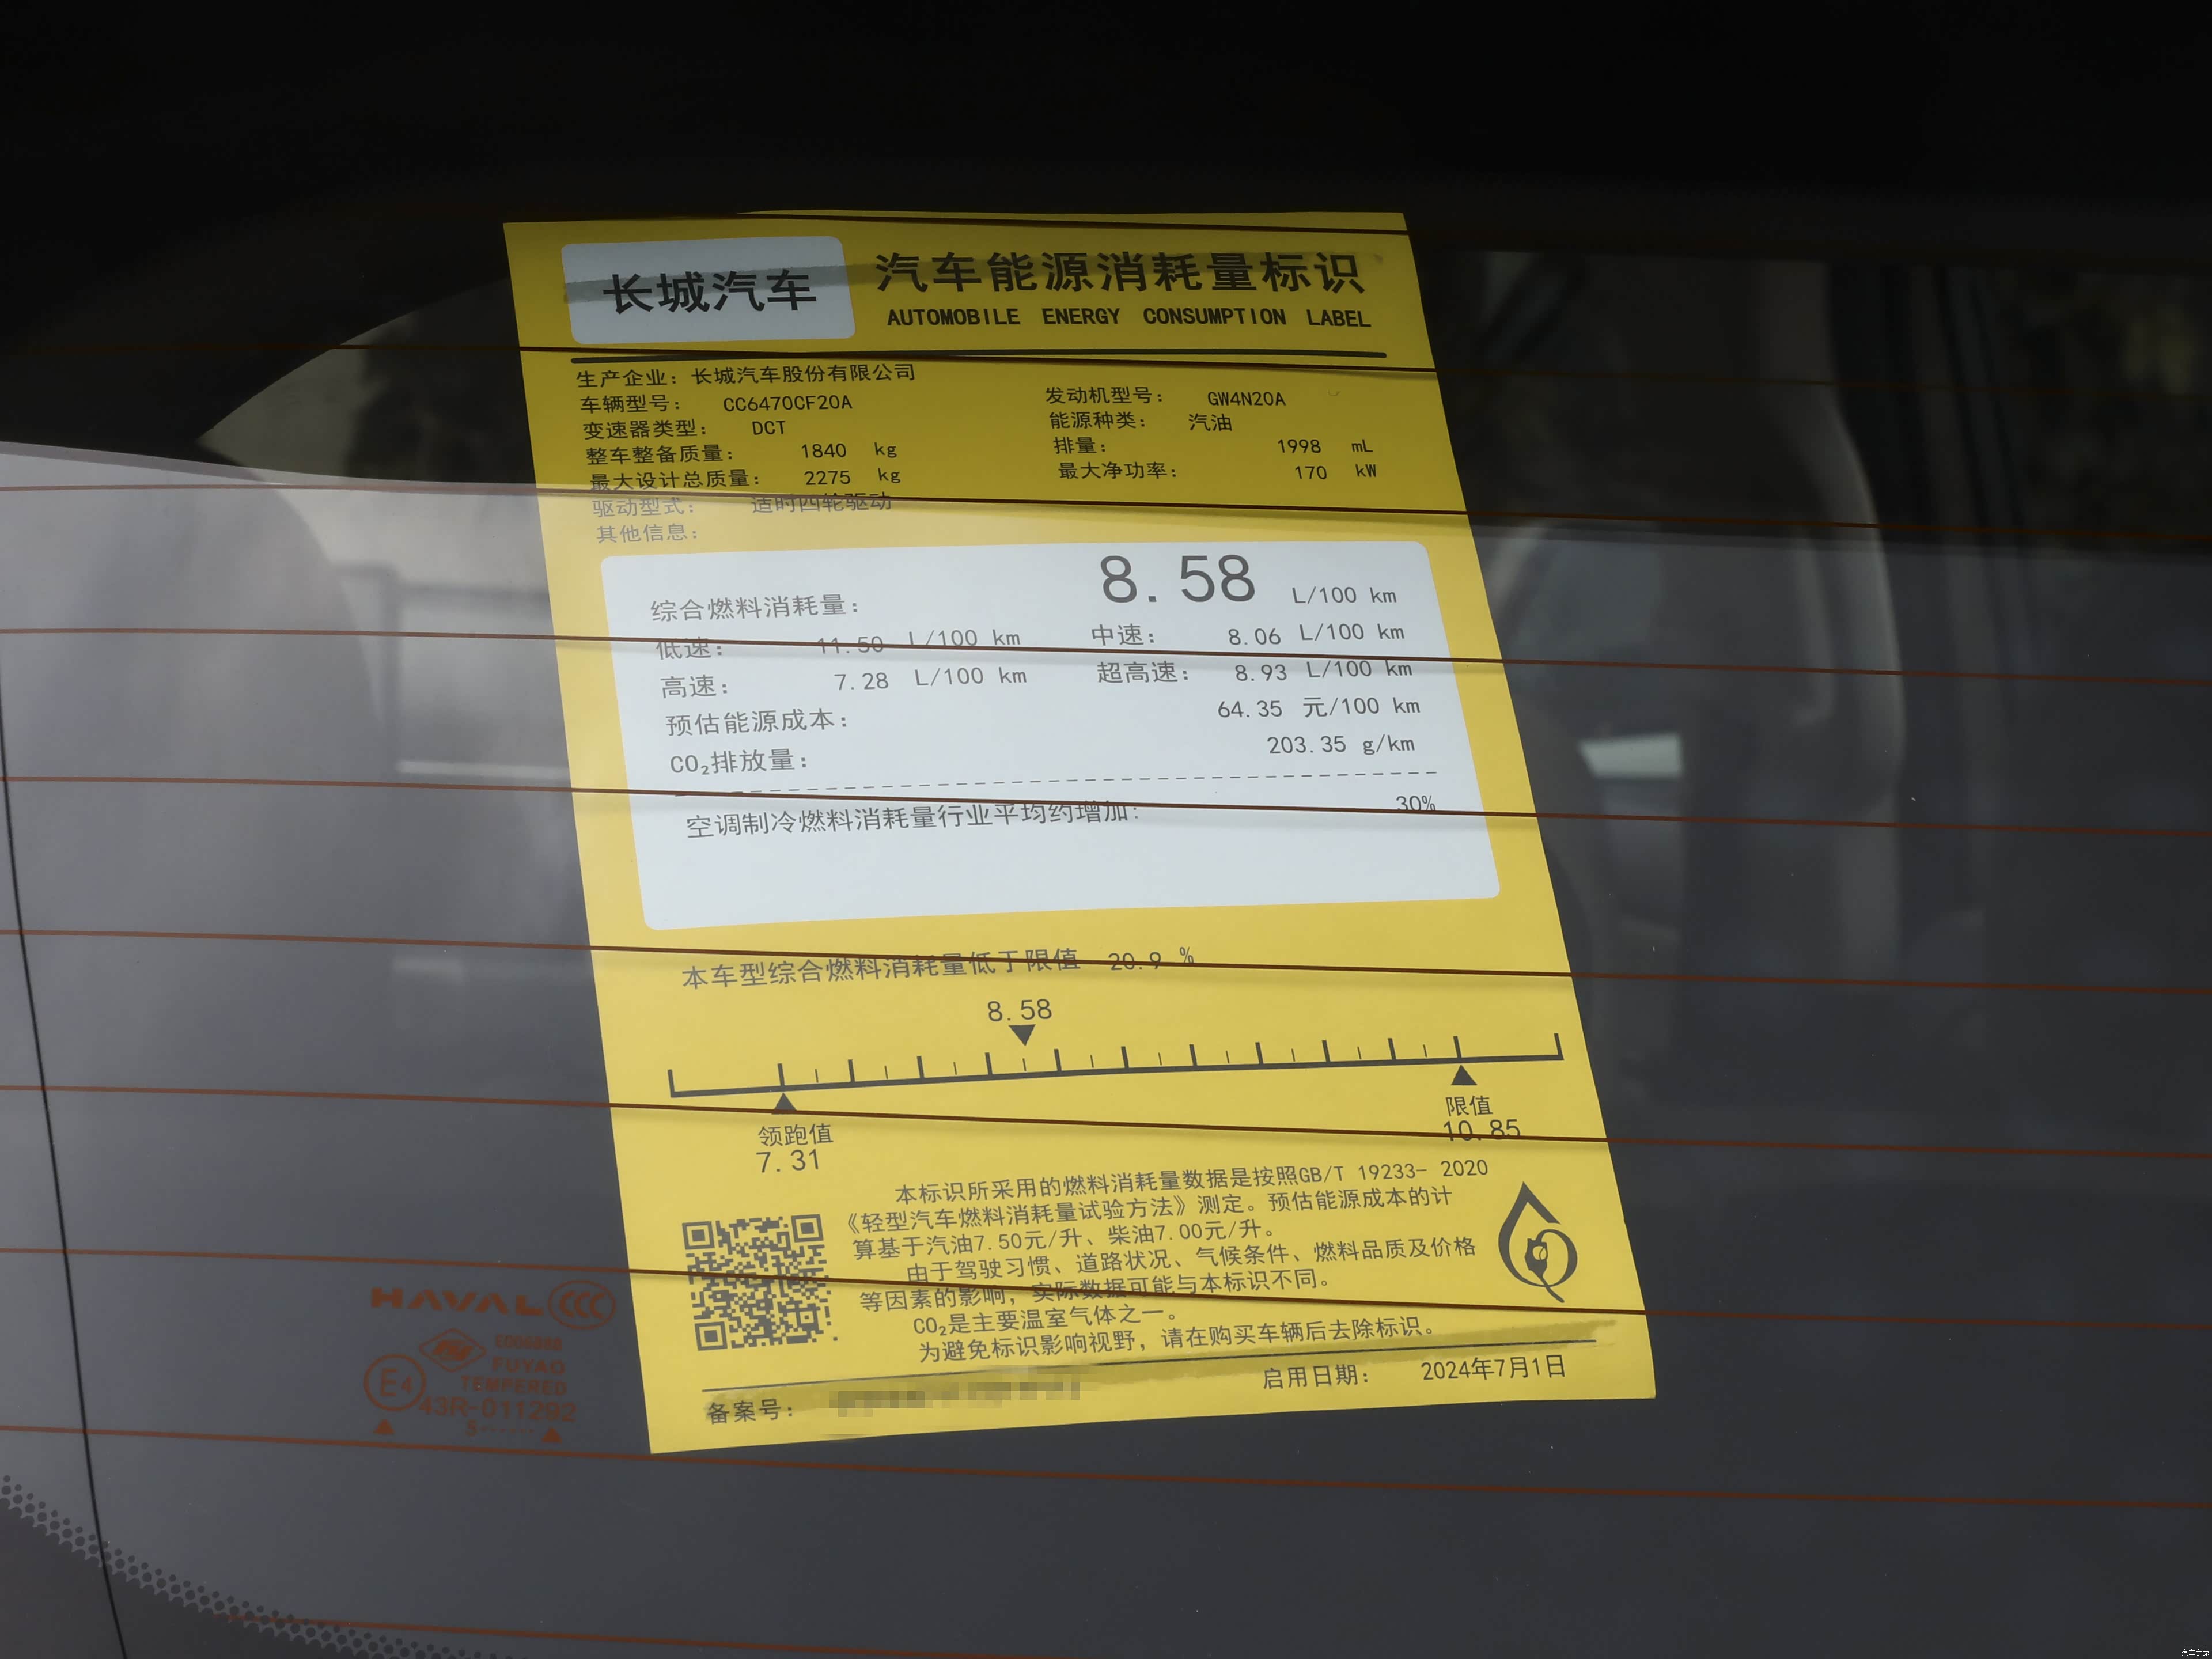 长城汽车
汽车能源消耗量标识
AUTOMOBILE ENERGY CONSUMPTION LABEL
生产企业：长城汽车股份有限公司
车辆型号： CC6470CF20A
发动机型号： GW4N20A
变速器类型： DCT
能源种类： 汽油
整车整备质量： 1840 kg
排量： 1998 mL
最大设计总质量： 2275 kg
最大净功率： 170 kW
驱动型式： 适时四轮驱动
其他信息：
综合燃料消耗量： 8.58 L/100 km
低速： 11.50 L/100 km 中速： 8.06 L/100 km
高速： 7.28 L/100 km 超高速： 8.93 L/100 km
预估能源成本： 64.35 元/100 km
CO₂排放量： 203.35 g/km
空调制冷燃料消耗量行业平均约增加： 30%
本车型综合燃料消耗量低于限值 20.9 %
8.58
领跑值
7.31
限值
10.85
本标识所采用的燃料消耗量数据是按照GB/T 19233- 2020
《轻型汽车燃料消耗量试验方法》测定。预估能源成本的计
算基于汽油7.50元/升、柴油7.00元/升。
由于驾驶习惯、道路状况、气候条件、燃料品质及价格
等因素的影响，实际数据可能与本标识不同。
CO₂是主要温室气体之一。
为避免标识影响视野，请在购买车辆后去除标识。
备案号：
启用日期： 2024年7月1日
HAVAL CCC
FUYAO
E4 TEMPERED
43R-011292
汽车之家